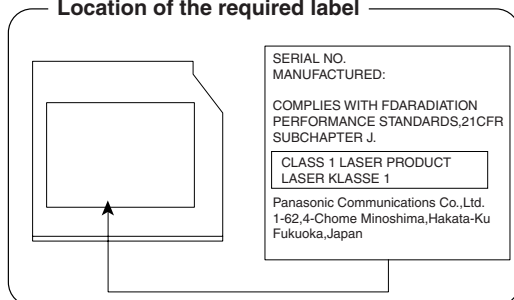 Location of the required label
SERIAL NO.
MANUFACTURED:
COMPLIES WITH FDARADIATION
PERFORMANCE STANDARDS,21CFR
SUBCHAPTER J.
CLASS 1 LASER PRODUCT
LASER KLASSE 1
Panasonic Communications Co.,Ltd.
1-62,4-Chome Minoshima,Hakata-Ku
Fukuoka,Japan